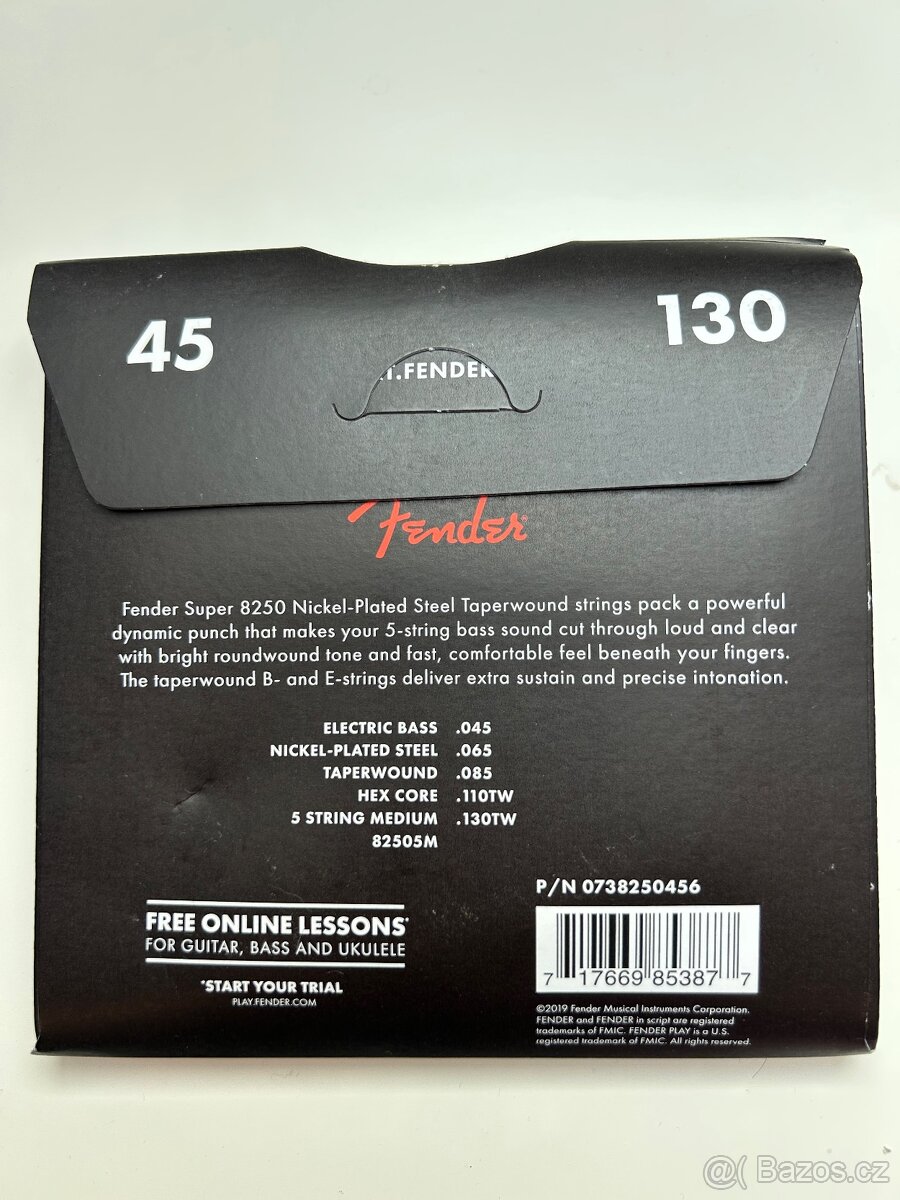 45
130
.FENDER
Fender
Fender Super 8250 Nickel-Plated Steel Taperwound strings pack a powerful
dynamic punch that makes your 5-string bass sound cut through loud and clear
with bright roundwound tone and fast, comfortable feel beneath your fingers.
The taperwound B- and E-strings deliver extra sustain and precise intonation.
ELECTRIC BASS .045
NICKEL-PLATED STEEL .065
TAPERWOUND .085
HEX CORE .110TW
5 STRING MEDIUM .130TW
82505M
P/N 0738250456
FREE ONLINE LESSONS*
FOR GUITAR, BASS AND UKULELE
*START YOUR TRIAL
PLAY.FENDER.COM
7 17669 85387 7
©2019 Fender Musical Instruments Corporation.
FENDER and FENDER in script are registered
trademarks of FMIC. FENDER PLAY is a U.S.
registered trademark of FMIC. All rights reserved.
@( Bazos.cz